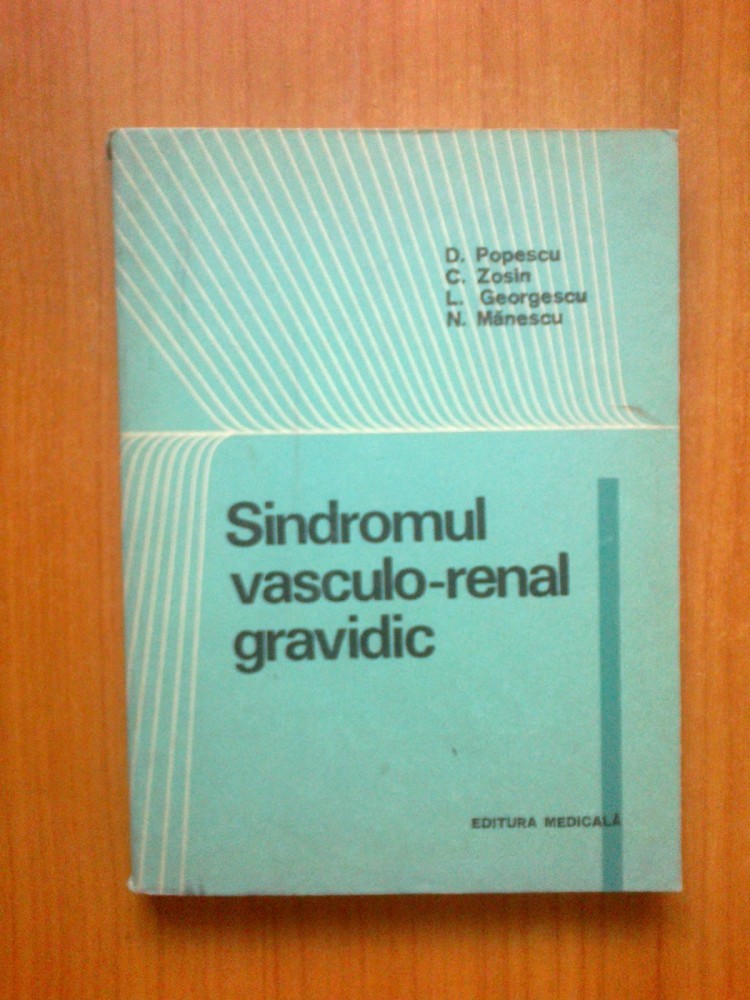 D. Popescu
C. Zosin
L. Georgescu
N. Mănescu
Sindromul
vasculo-renal
gravidic
EDITURA MEDICALĂ